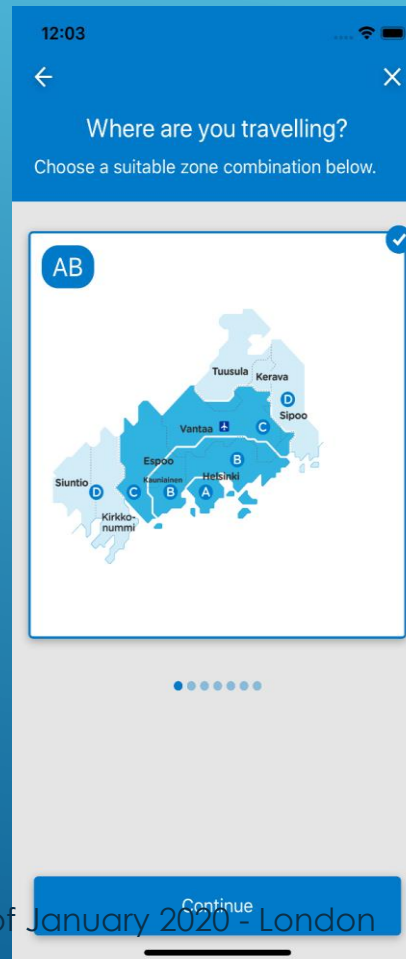 12:03
Where are you travelling?
Choose a suitable zone combination below.
AB
Tuusula
Kerava
D
Sipoo
Vantaa
C
Espoo
B
Kauniainen
Helsinki
Siuntio
D
C
B
A
Kirkko-
nummi
Continue
of January 2020 - London